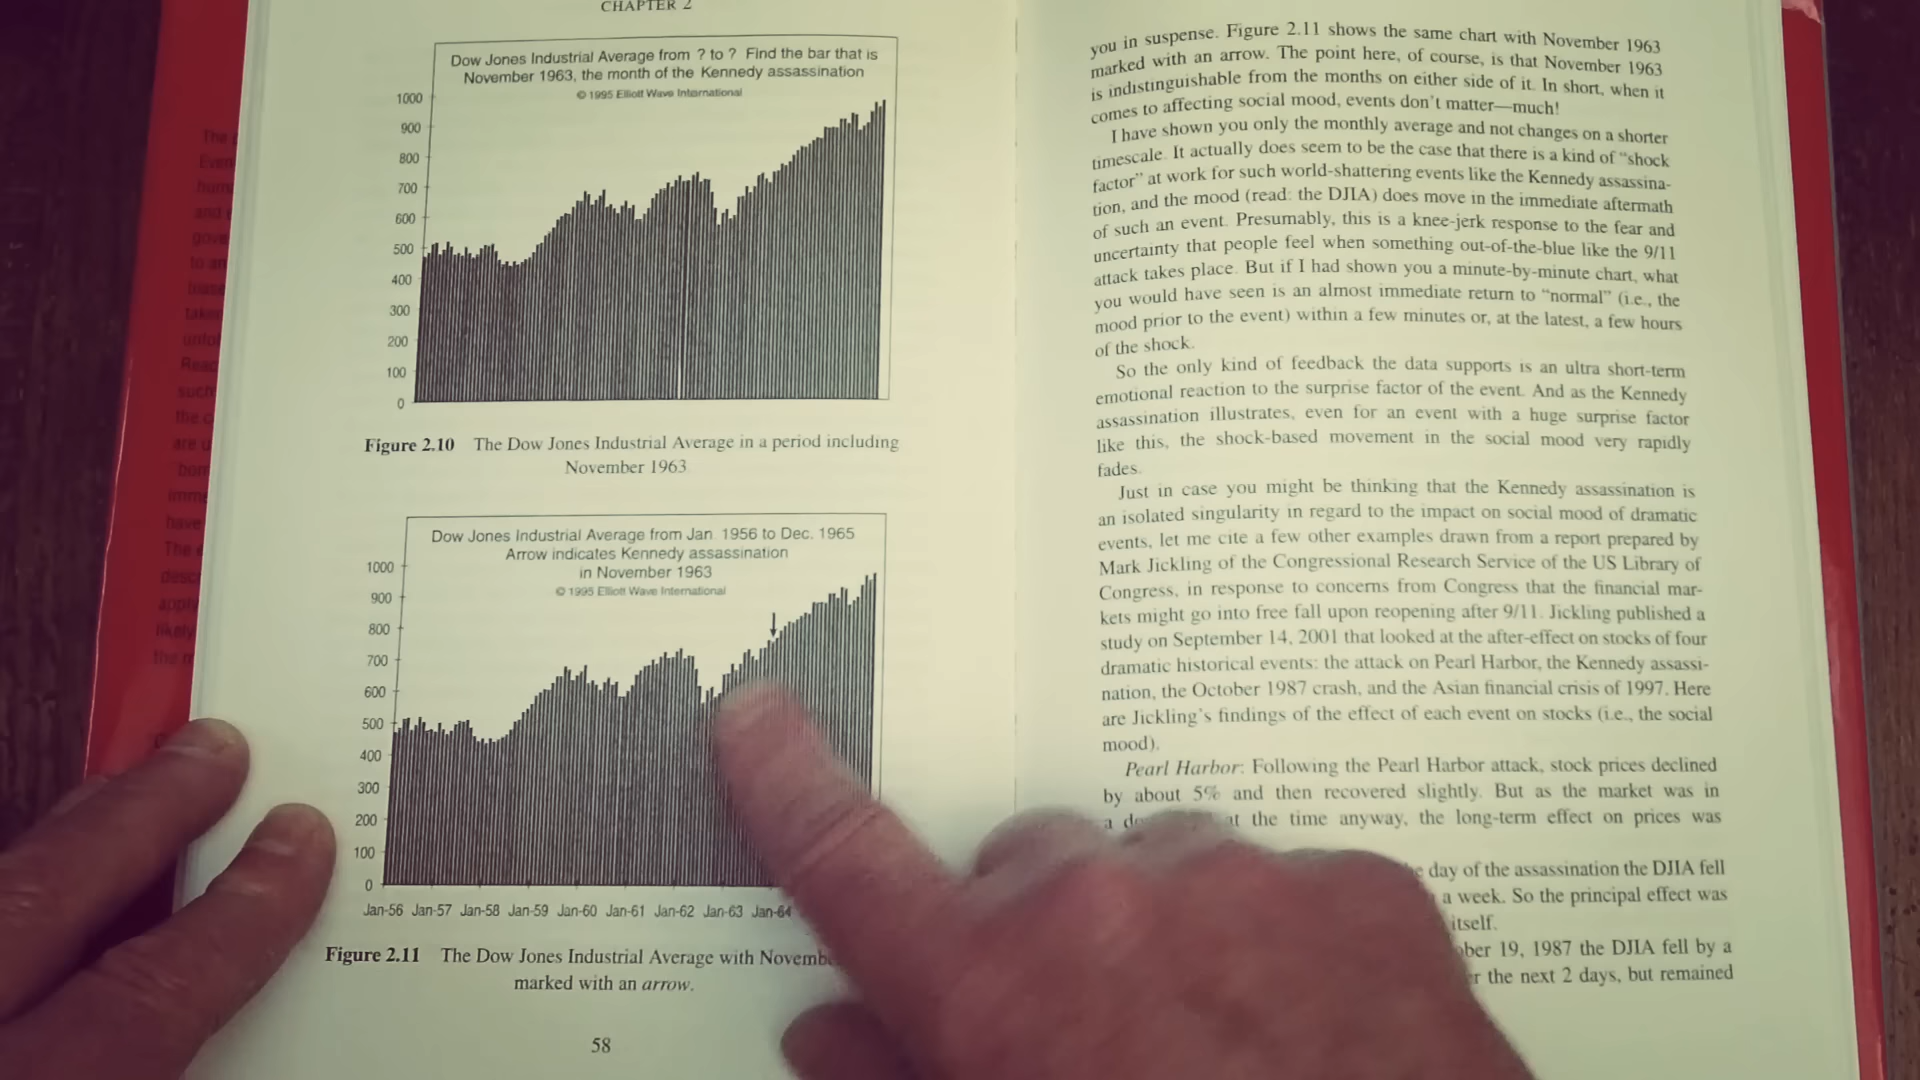 CHAPTER 2
Dow Jones Industrial Average from ? to ? Find the bar that is
November 1963, the month of the Kennedy assassination
© 1995 Elliott Wave International
1000
900
800
700
600
500
400
300
200
100
0
Figure 2.10 The Dow Jones Industrial Average in a period including
November 1963
Dow Jones Industrial Average from Jan 1956 to Dec. 1965
Arrow indicates Kennedy assassination
in November 1963
© 1995 Elliott Wave International
1000
900
800
700
600
500
400
300
200
100
0
Jan-56 Jan-57 Jan-58 Jan-59 Jan-60 Jan-61 Jan-62 Jan-63 Jan-64
Figure 2.11 The Dow Jones Industrial Average with
marked with an arrow.
58
you in suspense. Figure 2.11 shows the same chart with November 1963
marked with an arrow. The point here, of course, is that November 1963
is indistinguishable from the months on either side of it. In short, when it
comes to affecting social mood, events don't matter—much!
I have shown you only the monthly average and not changes on a shorter
timescale. It actually does seem to be the case that there is a kind of "shock
factor" at work for such world-shattering events like the Kennedy assassina-
tion, and the mood (read: the DJIA) does move in the immediate aftermath
of such an event. Presumably, this is a knee-jerk response to the fear and
uncertainty that people feel when something out-of-the-blue like the 9/11
attack takes place. But if I had shown you a minute-by-minute chart, what
you would have seen is an almost immediate return to "normal" (i.e., the
mood prior to the event) within a few minutes or, at the latest, a few hours
of the shock.
So the only kind of feedback the data supports is an ultra short-term
emotional reaction to the surprise factor of the event. And as the Kennedy
assassination illustrates, even for an event with a huge surprise factor
like this, the shock-based movement in the social mood very rapidly
fades.
Just in case you might be thinking that the Kennedy assassination is
an isolated singularity in regard to the impact on social mood of dramatic
events, let me cite a few other examples drawn from a report prepared by
Mark Jickling of the Congressional Research Service of the US Library of
Congress, in response to concerns from Congress that the financial mar-
kets might go into free fall upon reopening after 9/11. Jickling published a
study on September 14, 2001 that looked at the after-effect on stocks of four
dramatic historical events: the attack on Pearl Harbor, the Kennedy assassi-
nation, the October 1987 crash, and the Asian financial crisis of 1997. Here
are Jickling's findings of the effect of each event on stocks (i.e., the social
mood).
Pearl Harbor: Following the Pearl Harbor attack, stock prices declined
by about 5% and then recovered slightly. But as the market was in
a at the time anyway, the long-term effect on prices was
day of the assassination the DJIA fell
a week. So the principal effect was
itself.
19, 1987 the DJIA fell by a
the next 2 days, but remained